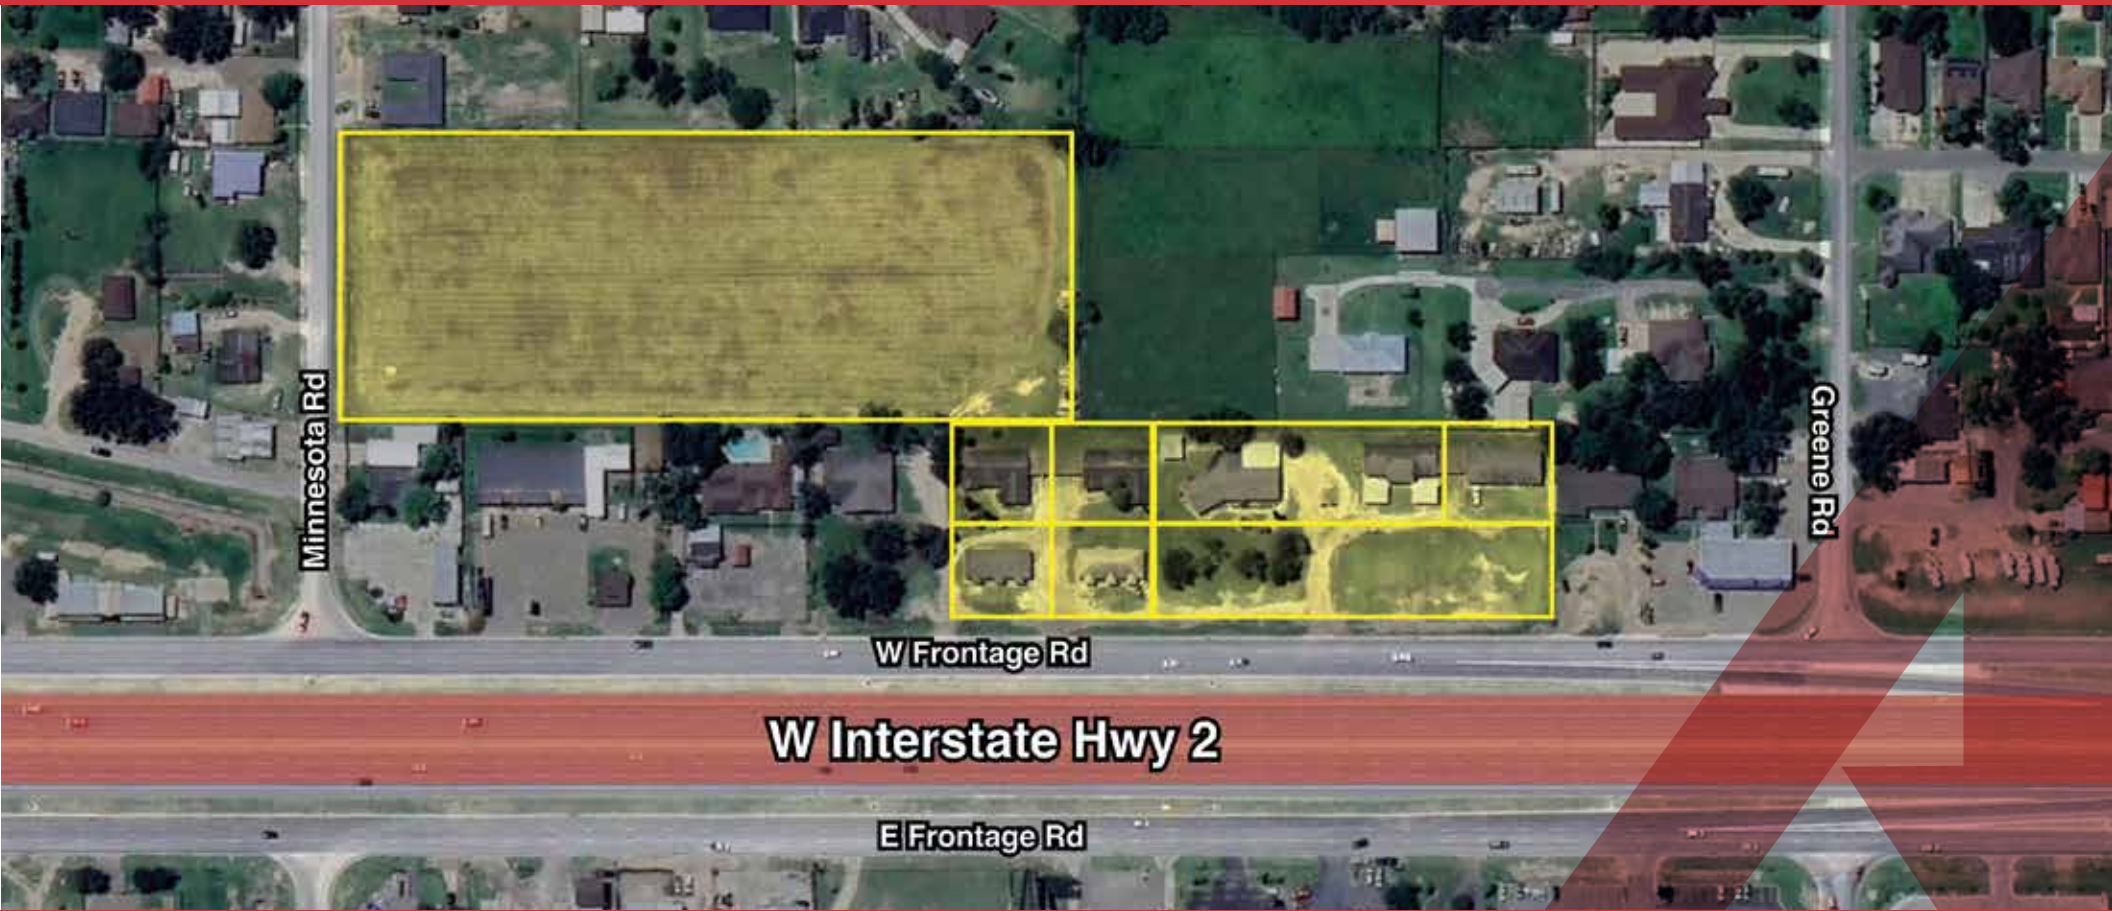 Minnesota Rd
Greene Rd
W Frontage Rd
W Interstate Hwy 2
E Frontage Rd